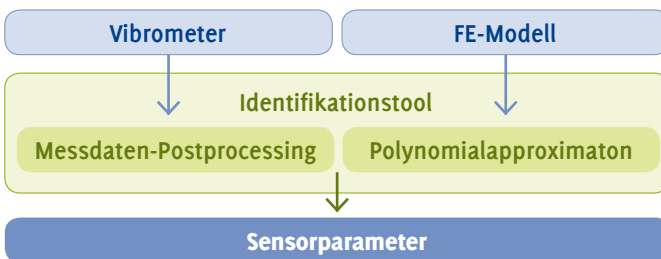 Vibrometer
FE-Modell
Identifikationstool
Messdaten-Postprocessing
Polynomialapproximaton
Sensorparameter